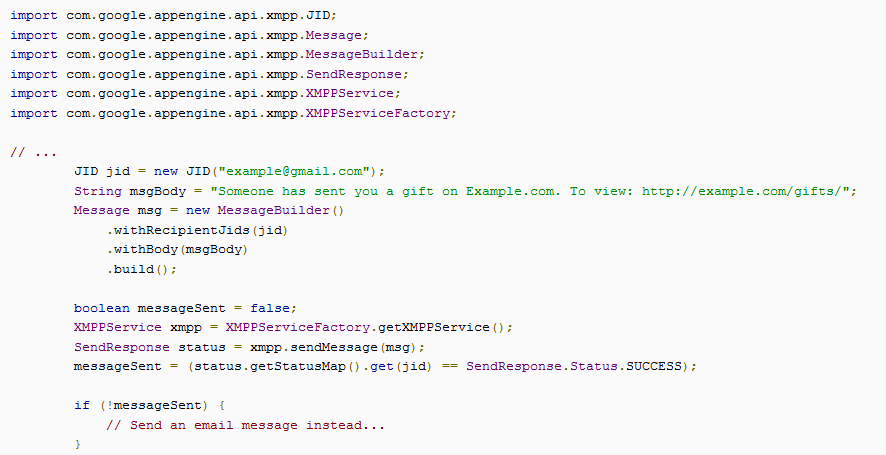 import com.google.appengine.api.xmpp.JID;
import com.google.appengine.api.xmpp.Message;
import com.google.appengine.api.xmpp.MessageBuilder;
import com.google.appengine.api.xmpp.SendResponse;
import com.google.appengine.api.xmpp.XMPPService;
import com.google.appengine.api.xmpp.XMPPServiceFactory;

// ...
        JID jid = new JID("example@gmail.com");
        String msgBody = "Someone has sent you a gift on Example.com. To view: http://example.com/gifts/";
        Message msg = new MessageBuilder()
            .withRecipientJids(jid)
            .withBody(msgBody)
            .build();

        boolean messageSent = false;
        XMPPService xmpp = XMPPServiceFactory.getXMPPService();
        SendResponse status = xmpp.sendMessage(msg);
        messageSent = (status.getStatusMap().get(jid) == SendResponse.Status.SUCCESS);

        if (!messageSent) {
            // Send an email message instead...
        }